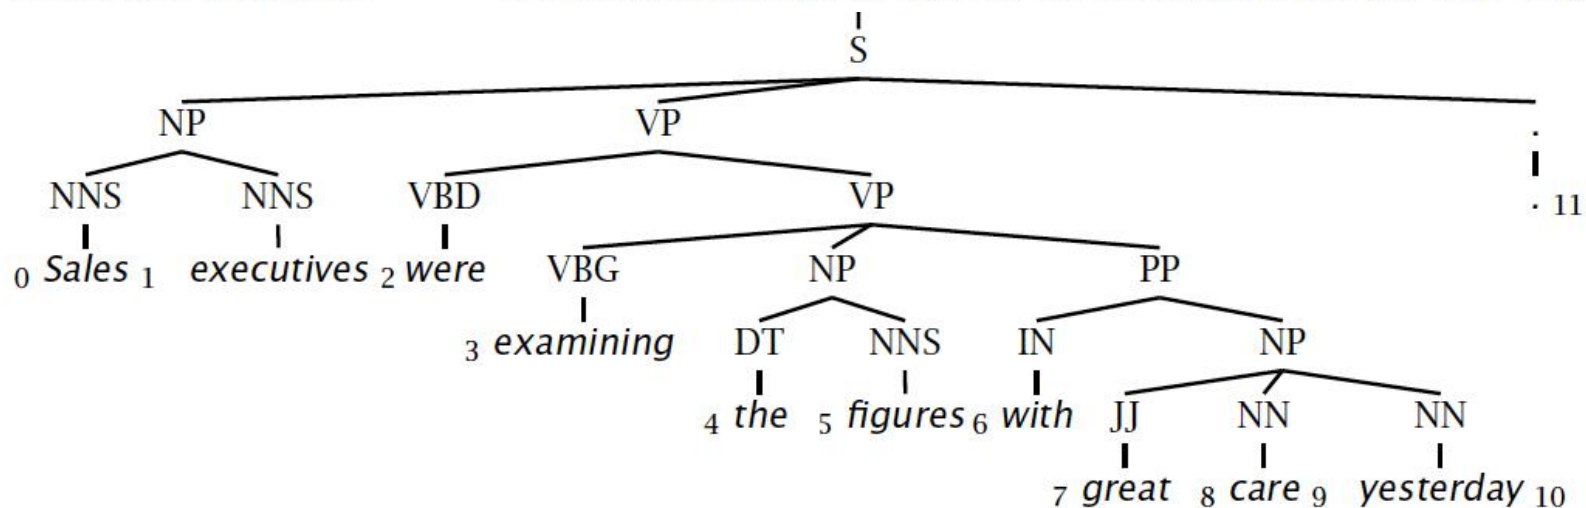 S
NP VP .
NNS NNS VBD VP . 11
0 Sales 1 executives 2 were VBG NP PP
3 examining DT NNS IN NP
4 the 5 figures 6 with JJ NN NN
7 great 8 care 9 yesterday 10